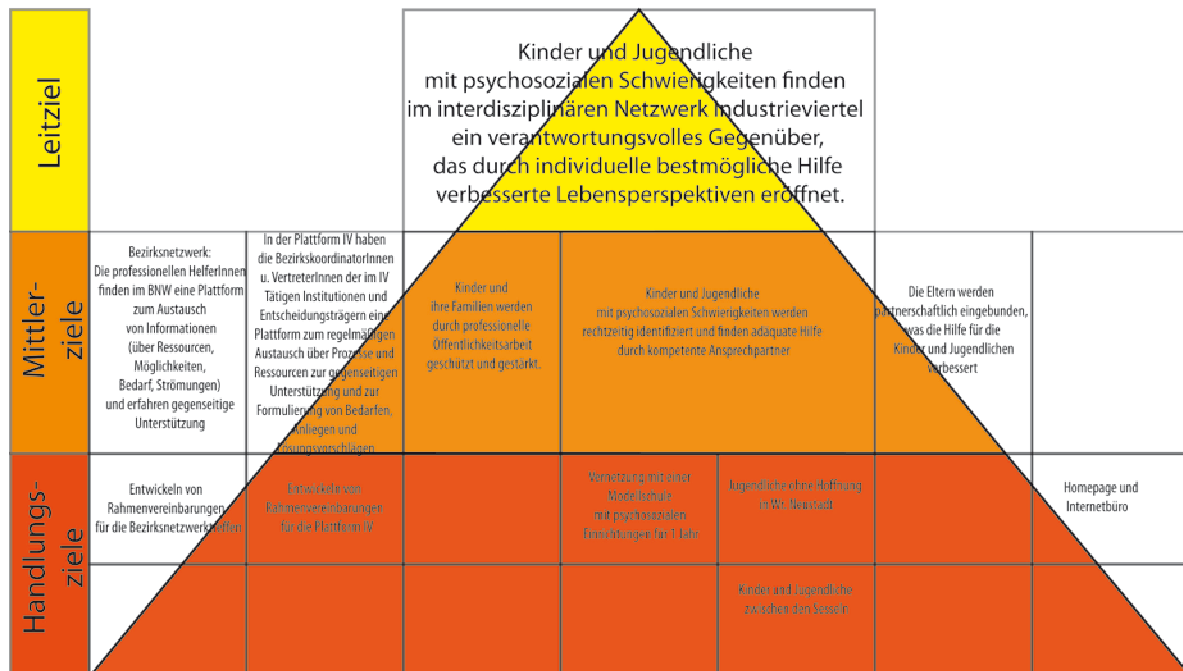 Leitziel
Kinder und Jugendliche
mit psychosozialen Schwierigkeiten finden
im interdisziplinären Netzwerk Industrieviertel
ein verantwortungsvolles Gegenüber,
das durch individuelle bestmögliche Hilfe
verbesserte Lebensperspektiven eröffnet.
Mittler-
ziele
Bezirksnetzwerk:
Die professionellen HelferInnen
finden im BNW eine Plattform
zum Austausch
von Informationen
(über Ressourcen,
Möglichkeiten,
Bedarf, Strömungen)
und erfahren gegenseitige
Unterstützung
In der Plattform IV haben
die BezirkskoordinatorInnen
u. VertreterInnen der im IV
Tätigen Institutionen und
Entscheidungsträgern eine
Plattform zum regelmäßigen
Austausch über Prozesse und
Ressourcen zur gegenseitigen
Unterstützung und zur
Formulierung von Bedarfen,
Anliegen und
Lösungsvorschlägen
Kinder und
ihre Familien werden
durch professionelle
Öffentlichkeitsarbeit
geschützt und gestärkt.
Kinder und Jugendliche
mit psychosozialen Schwierigkeiten werden
rechtzeitig identifiziert und finden adäquate Hilfe
durch kompetente Ansprechpartner
Die Eltern werden
partnerschaftlich eingebunden,
was die Hilfe für die
Kinder und Jugendlichen
verbessert
Handlungs-
ziele
Entwickeln von
Rahmenvereinbarungen
für die Bezirksnetzwerktreffen
Entwickeln von
Rahmenvereinbarungen
für die Plattform IV
Vernetzung mit einer
Modellschule
mit psychosozialen
Einrichtungen für 1 Jahr
Jugendliche ohne Hoffnung
in Wr. Neustadt
Homepage und
Internetbüro
Kinder und Jugendliche
zwischen den Sesseln